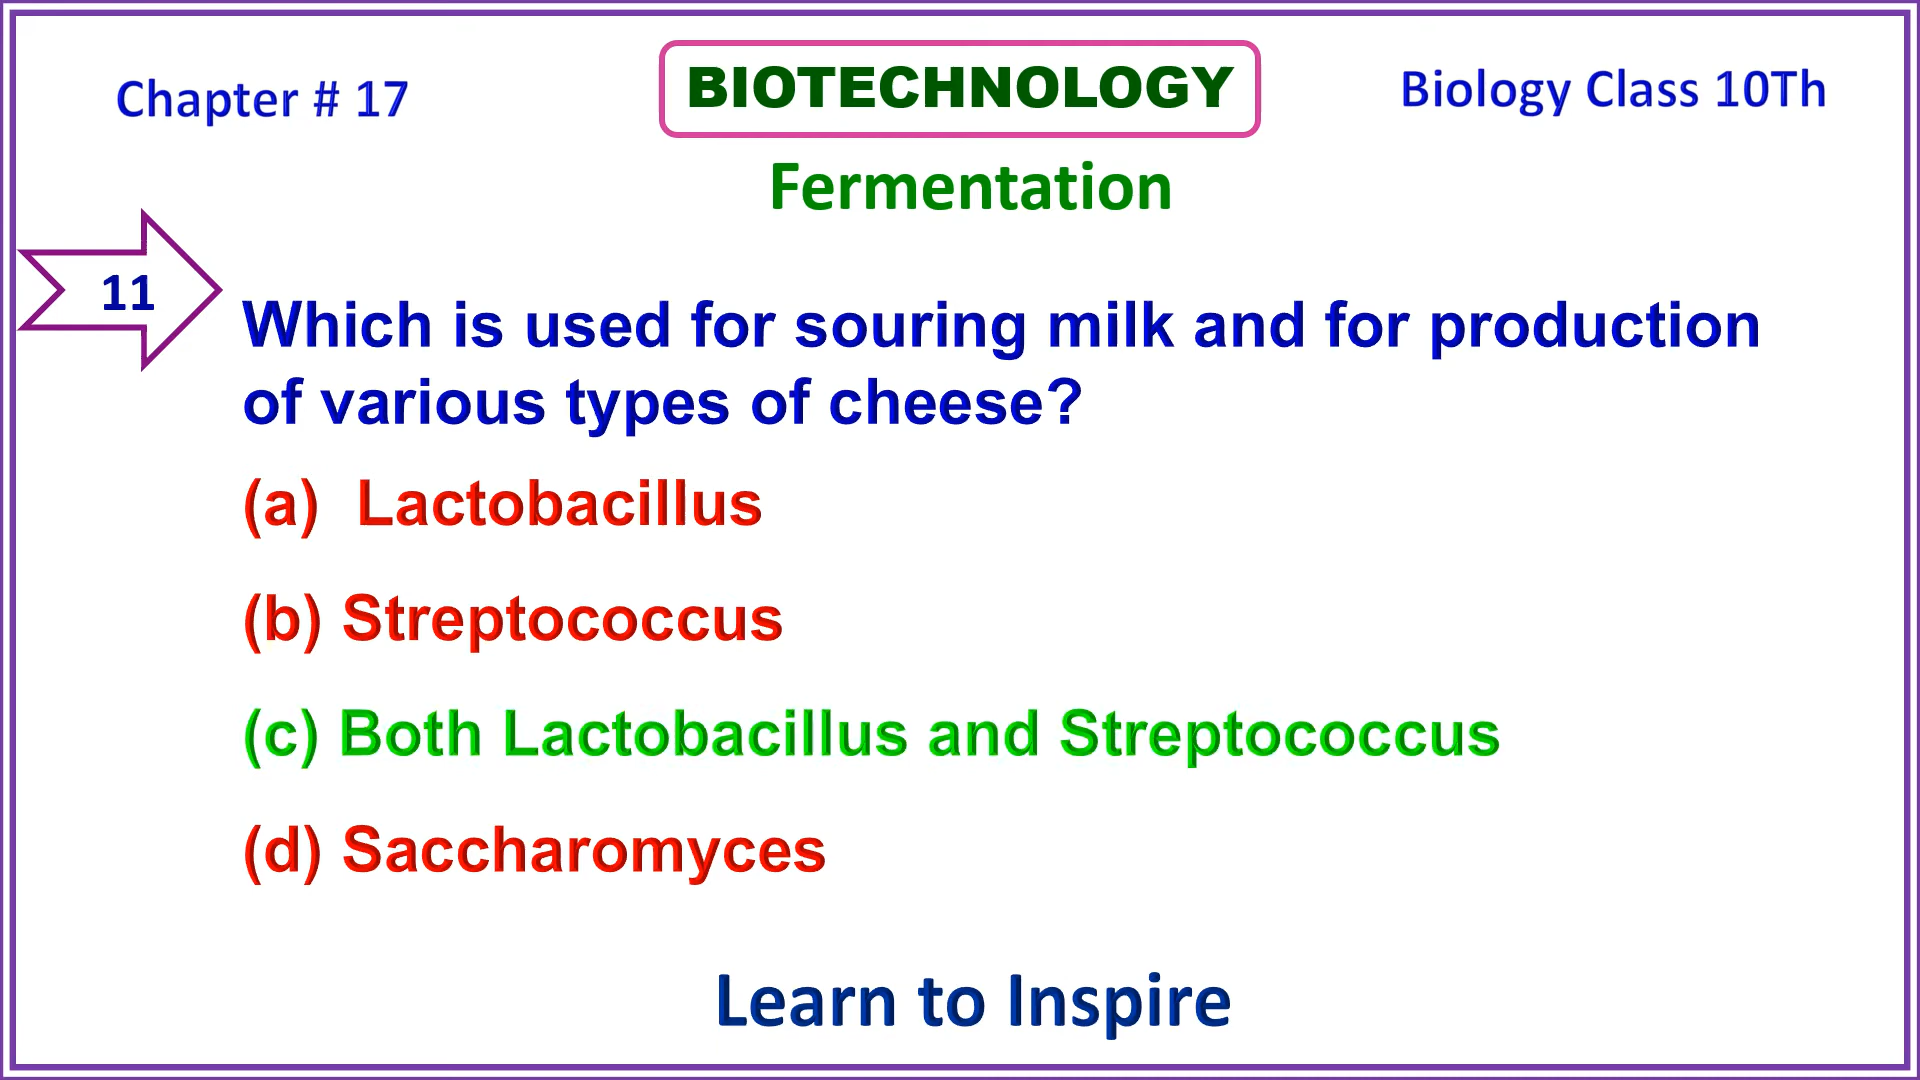 Chapter # 17
BIOTECHNOLOGY
Biology Class 10Th
Fermentation
11
Which is used for souring milk and for production
of various types of cheese?
(a) Lactobacillus
(b) Streptococcus
(c) Both Lactobacillus and Streptococcus
(d) Saccharomyces
Learn to Inspire